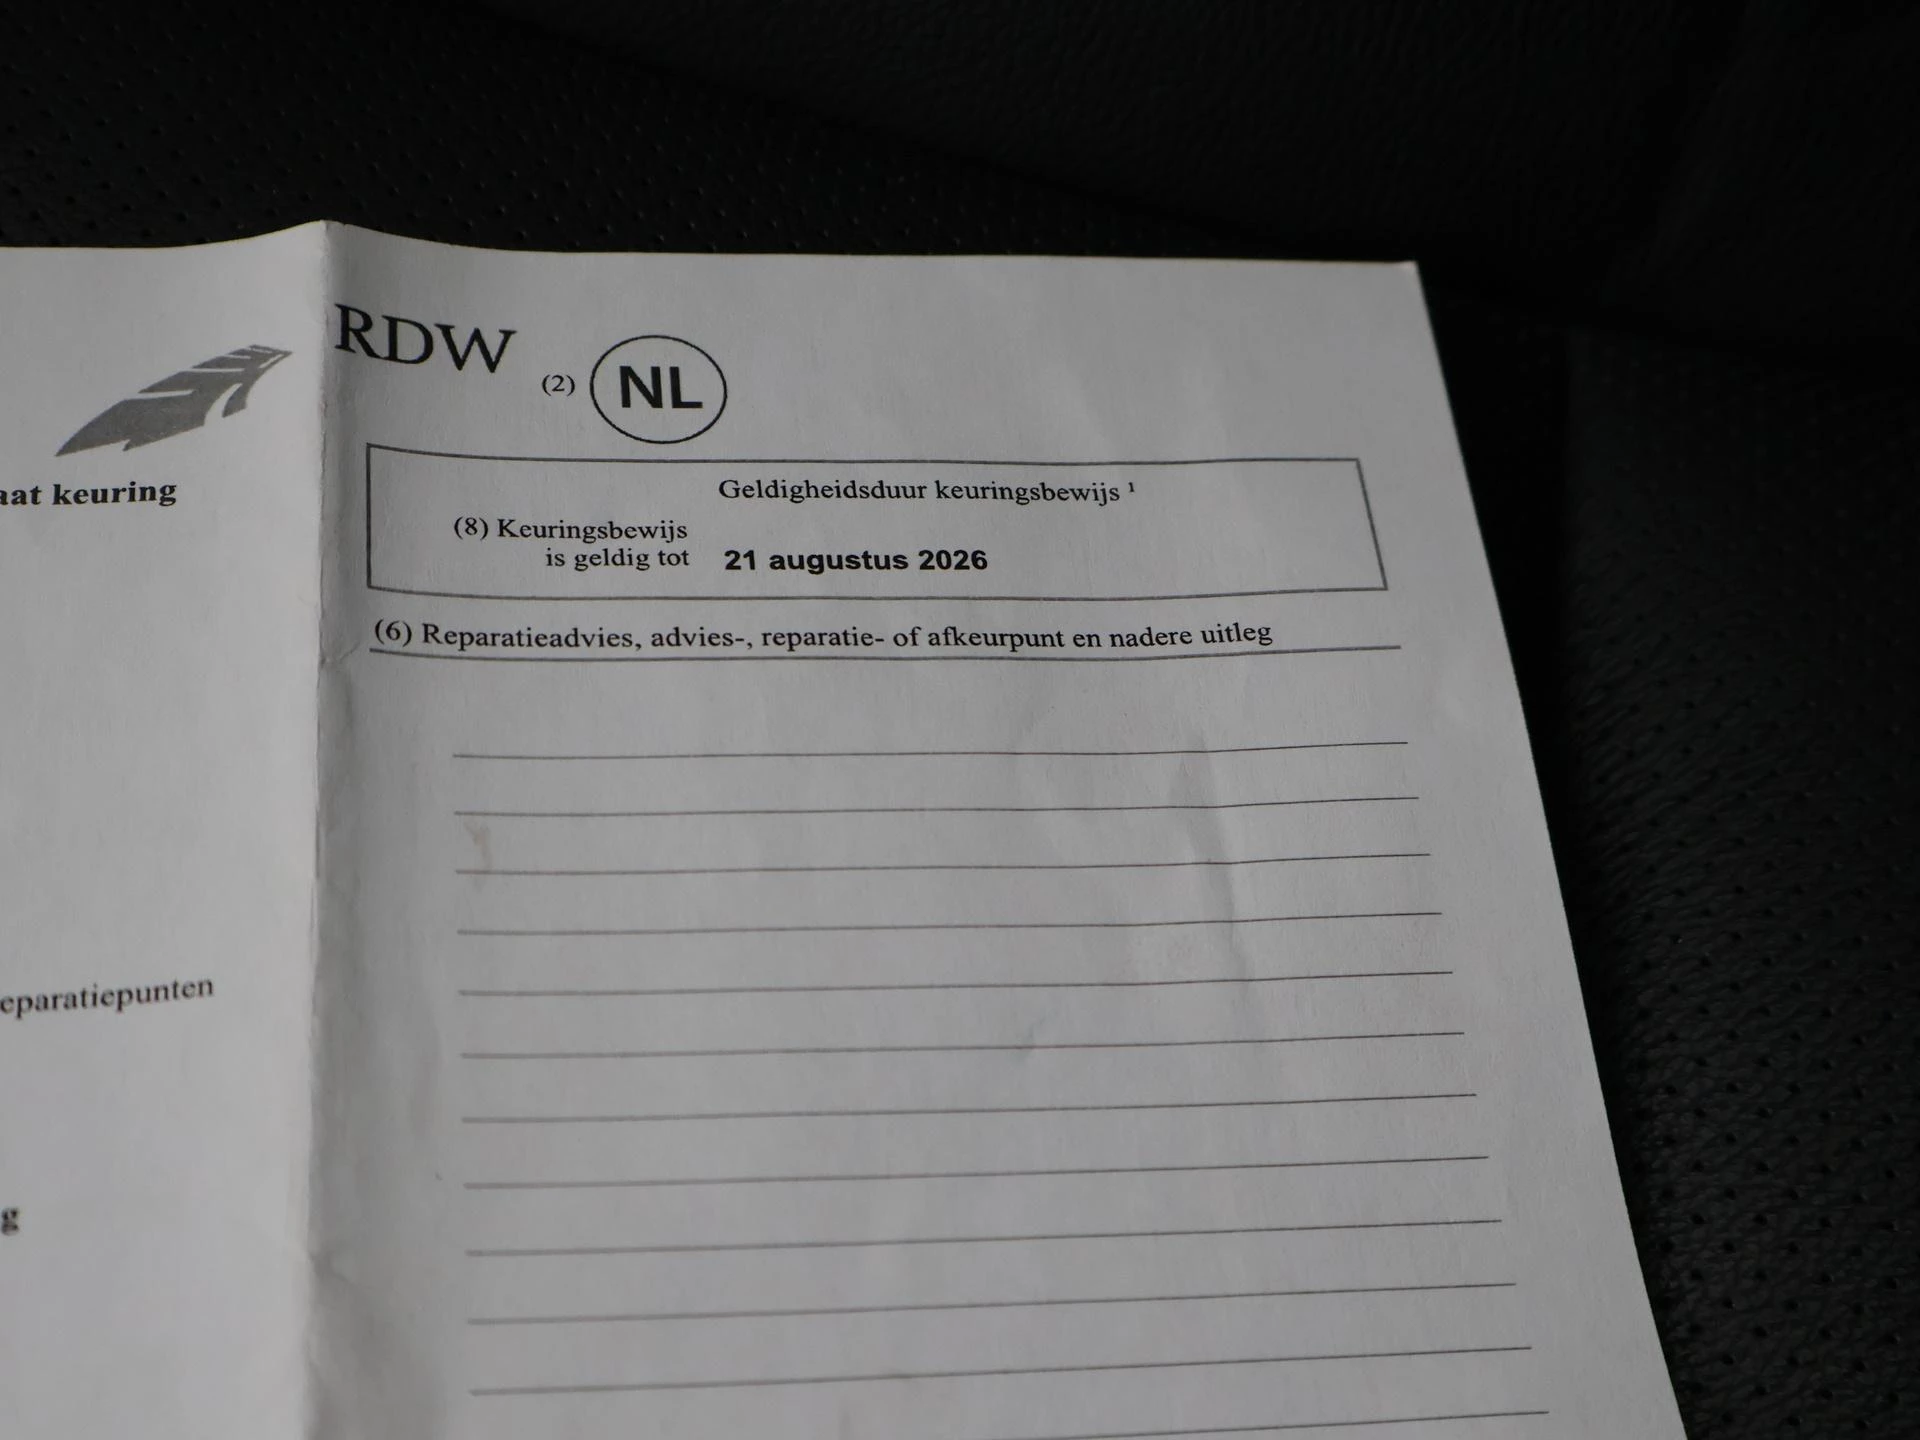 RDW
(2) NL
keuring
Geldigheidsduur keuringsbewijs ¹
(8) Keuringsbewijs
is geldig tot 21 augustus 2026
(6) Reparatieadvies, advies-, reparatie- of afkeurpunt en nadere uitleg
eparatiepunten
g